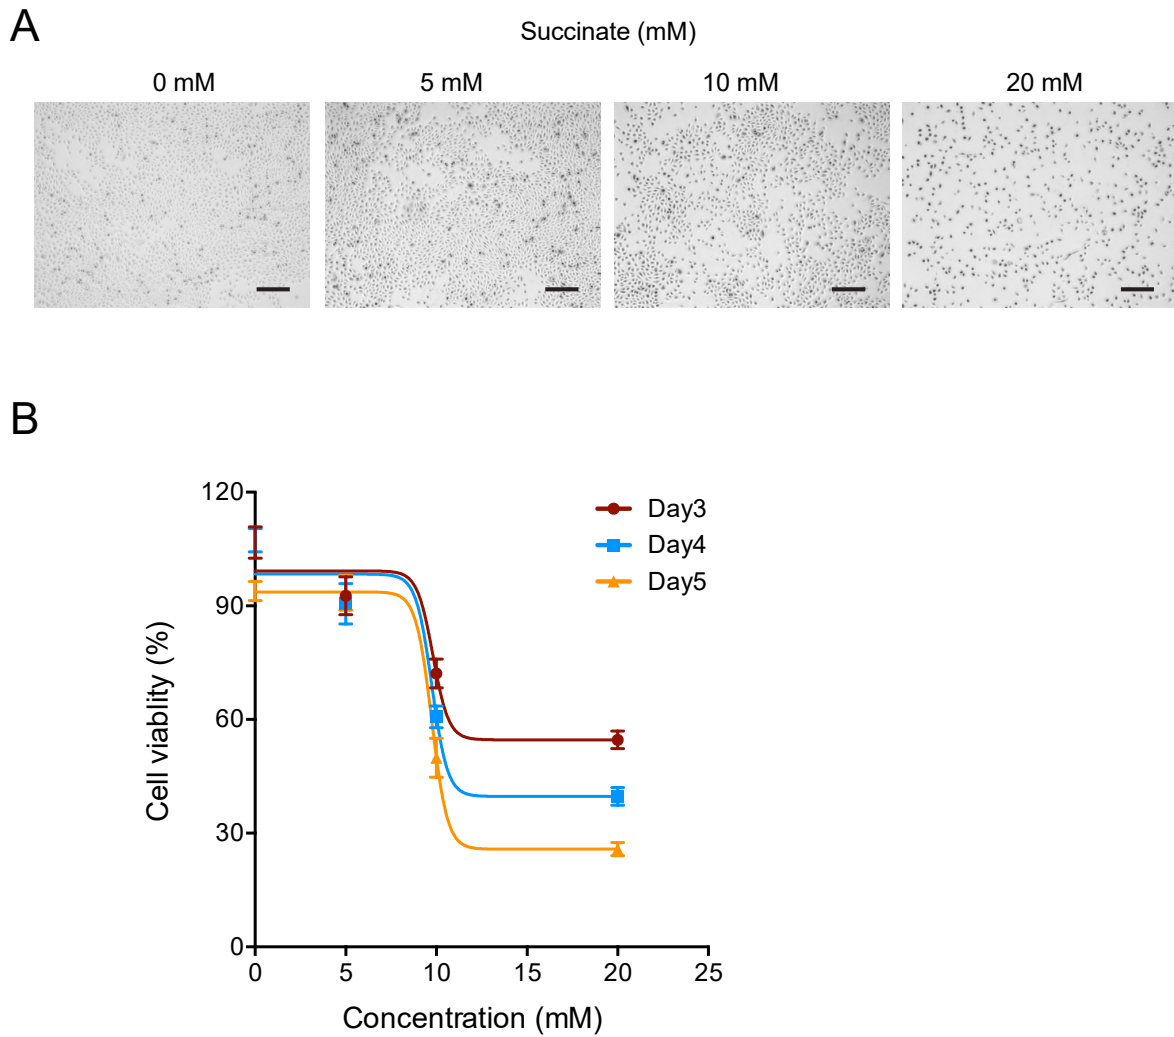 A
Succinate (mM)
0 mM
5 mM
10 mM
20 mM
B
120
90
60
30
0
0
5
10
15
20
25
Cell viablity (%)
Concentration (mM)
Day3
Day4
Day5